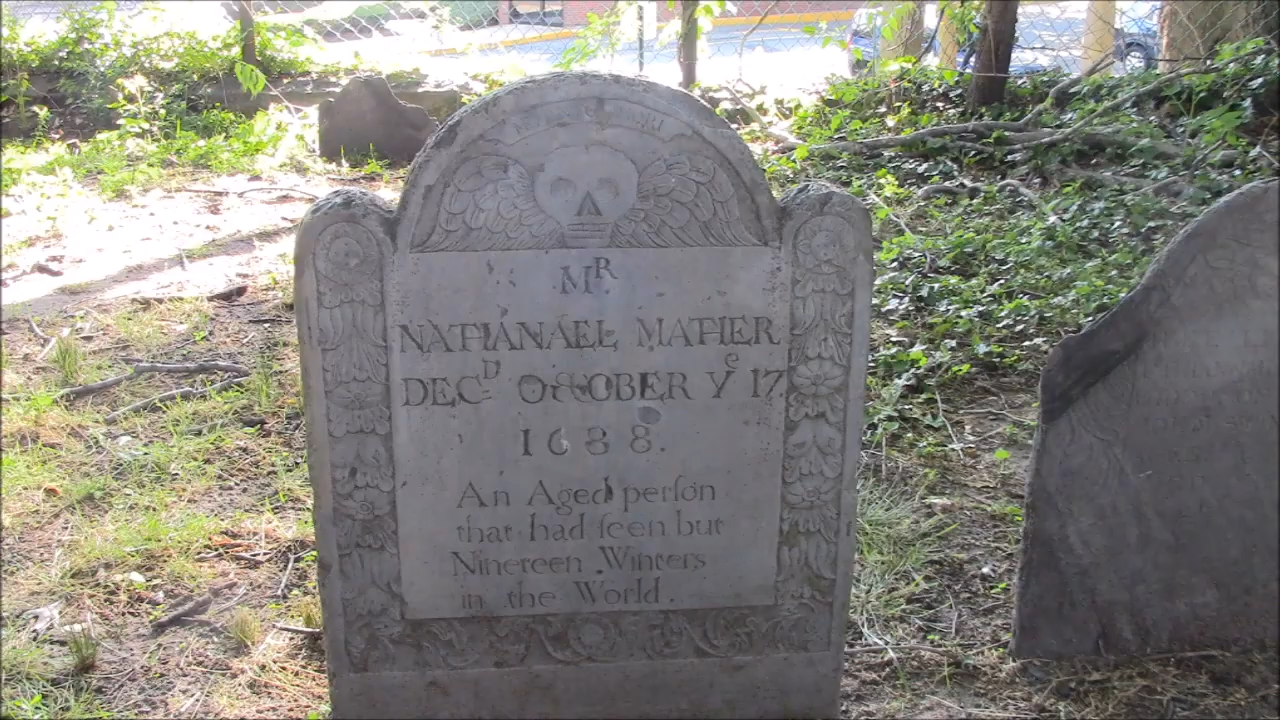 Mᴿ
NATHANAEL MATHER
DECᴰ OCTOBER Yᵉ 17.
1688.
An Aged perſon
that had ſeen but
Nineteen Winters
in the World.